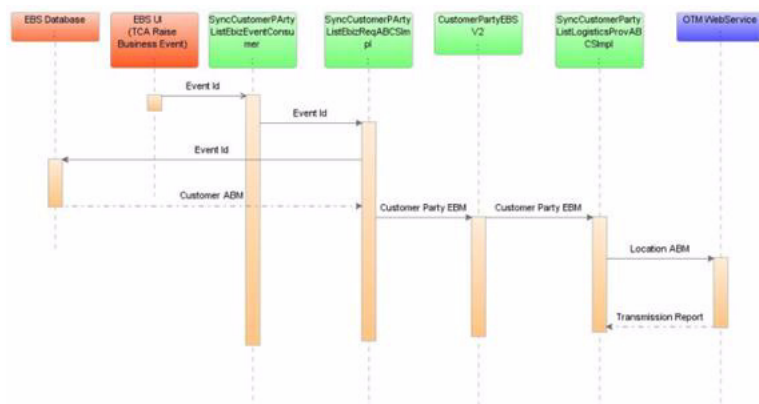 EBS Database
EBS UI
(TCA Raise
Business Event)
SyncCustomerPArty
ListEbizEventConsu
mer
SyncCustomerPArty
ListEbizReqABCSIm
pl
CustomerPartyEBS
V2
SyncCustomerParty
ListLogisticsProvAB
CSImpl
OTM WebService
Event Id
Event Id
Event Id
Customer ABM
Customer Party EBM
Customer Party EBM
Location ABM
Transmission Report